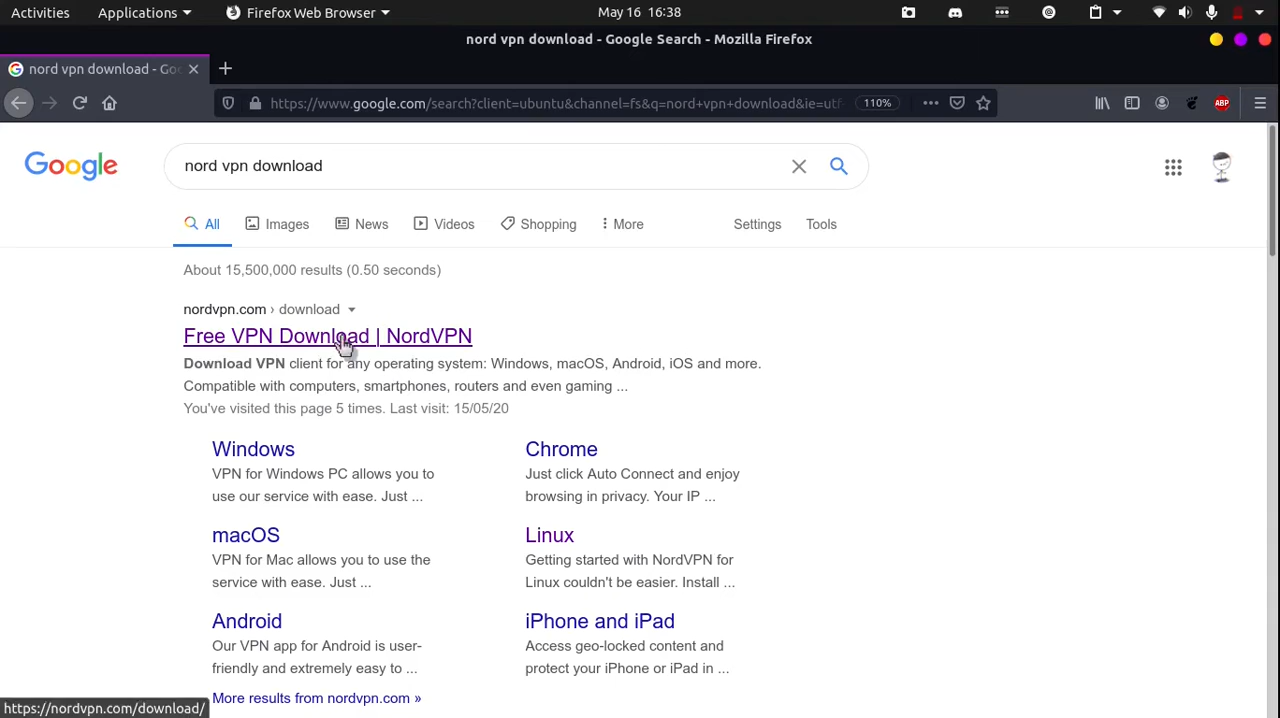 Activities Applications Firefox Web Browser May 16 16:38
nord vpn download - Google Search - Mozilla Firefox
nord vpn download - Goo
https://www.google.com/search?client=ubuntu&channel=fs&q=nord+vpn+download&ie=utf- 110% ABP
Google nord vpn download
All Images News Videos Shopping More Settings Tools
About 15,500,000 results (0.50 seconds)
nordvpn.com › download
Free VPN Download | NordVPN
Download VPN client for any operating system: Windows, macOS, Android, iOS and more.
Compatible with computers, smartphones, routers and even gaming ...
You've visited this page 5 times. Last visit: 15/05/20
Windows
VPN for Windows PC allows you to
use our service with ease. Just ...
Chrome
Just click Auto Connect and enjoy
browsing in privacy. Your IP ...
macOS
VPN for Mac allows you to use the
service with ease. Just ...
Linux
Getting started with NordVPN for
Linux couldn't be easier. Install ...
Android
Our VPN app for Android is user-
friendly and extremely easy to ...
iPhone and iPad
Access geo-locked content and
protect your iPhone or iPad in ...
More results from nordvpn.com »
https://nordvpn.com/download/